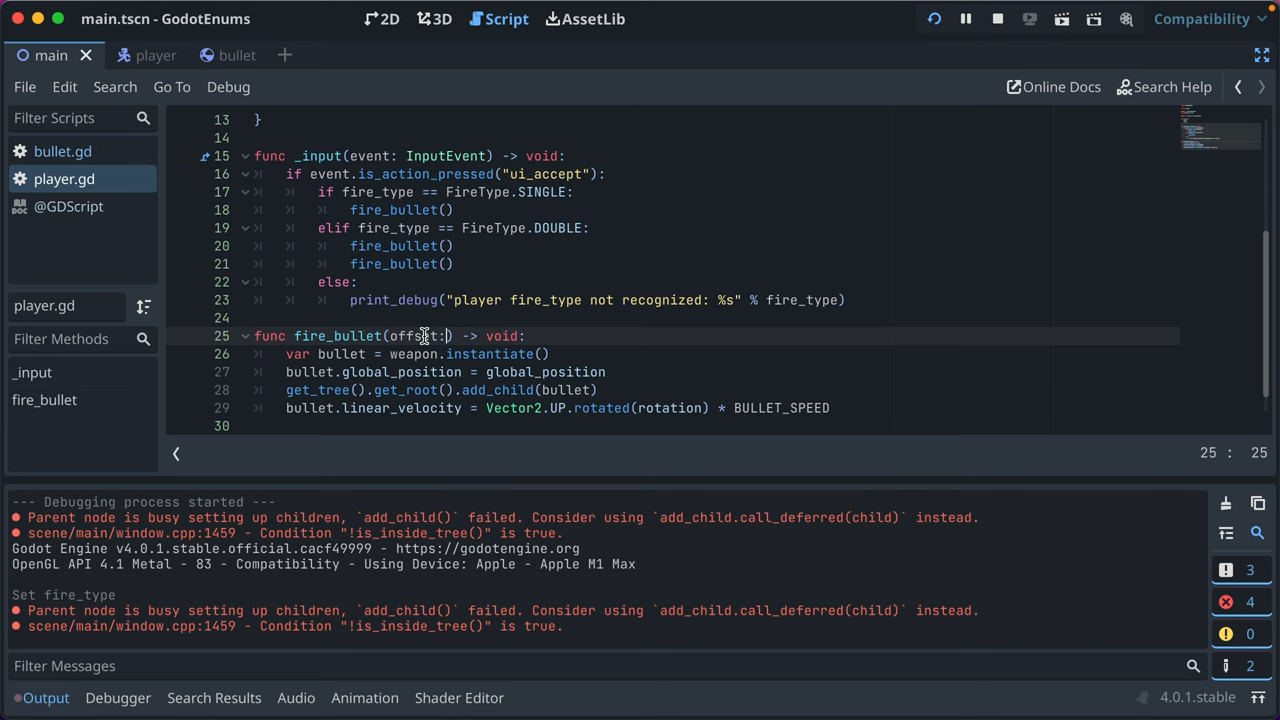 main.tscn - GodotEnums
2D 3D Script AssetLib
Compatibility
main player bullet
File Edit Search Go To Debug
Online Docs Search Help
Filter Scripts
bullet.gd
player.gd
@GDScript
player.gd
Filter Methods
_input
fire_bullet
13 }
14
15 func _input(event: InputEvent) -> void:
16 if event.is_action_pressed("ui_accept"):
17 if fire_type == FireType.SINGLE:
18 fire_bullet()
19 elif fire_type == FireType.DOUBLE:
20 fire_bullet()
21 fire_bullet()
22 else:
23 print_debug("player fire_type not recognized: %s" % fire_type)
24
25 func fire_bullet(offset:) -> void:
26 var bullet = weapon.instantiate()
27 bullet.global_position = global_position
28 get_tree().get_root().add_child(bullet)
29 bullet.linear_velocity = Vector2.UP.rotated(rotation) * BULLET_SPEED
30
25 : 25
--- Debugging process started ---
Parent node is busy setting up children, `add_child()` failed. Consider using `add_child.call_deferred(child)` instead.
scene/main/window.cpp:1459 - Condition "!is_inside_tree()" is true.
Godot Engine v4.0.1.stable.official.cacf49999 - https://godotengine.org
OpenGL API 4.1 Metal - 83 - Compatibility - Using Device: Apple - Apple M1 Max
Set fire_type
Parent node is busy setting up children, `add_child()` failed. Consider using `add_child.call_deferred(child)` instead.
scene/main/window.cpp:1459 - Condition "!is_inside_tree()" is true.
3
4
0
2
Filter Messages
Output Debugger Search Results Audio Animation Shader Editor
4.0.1.stable